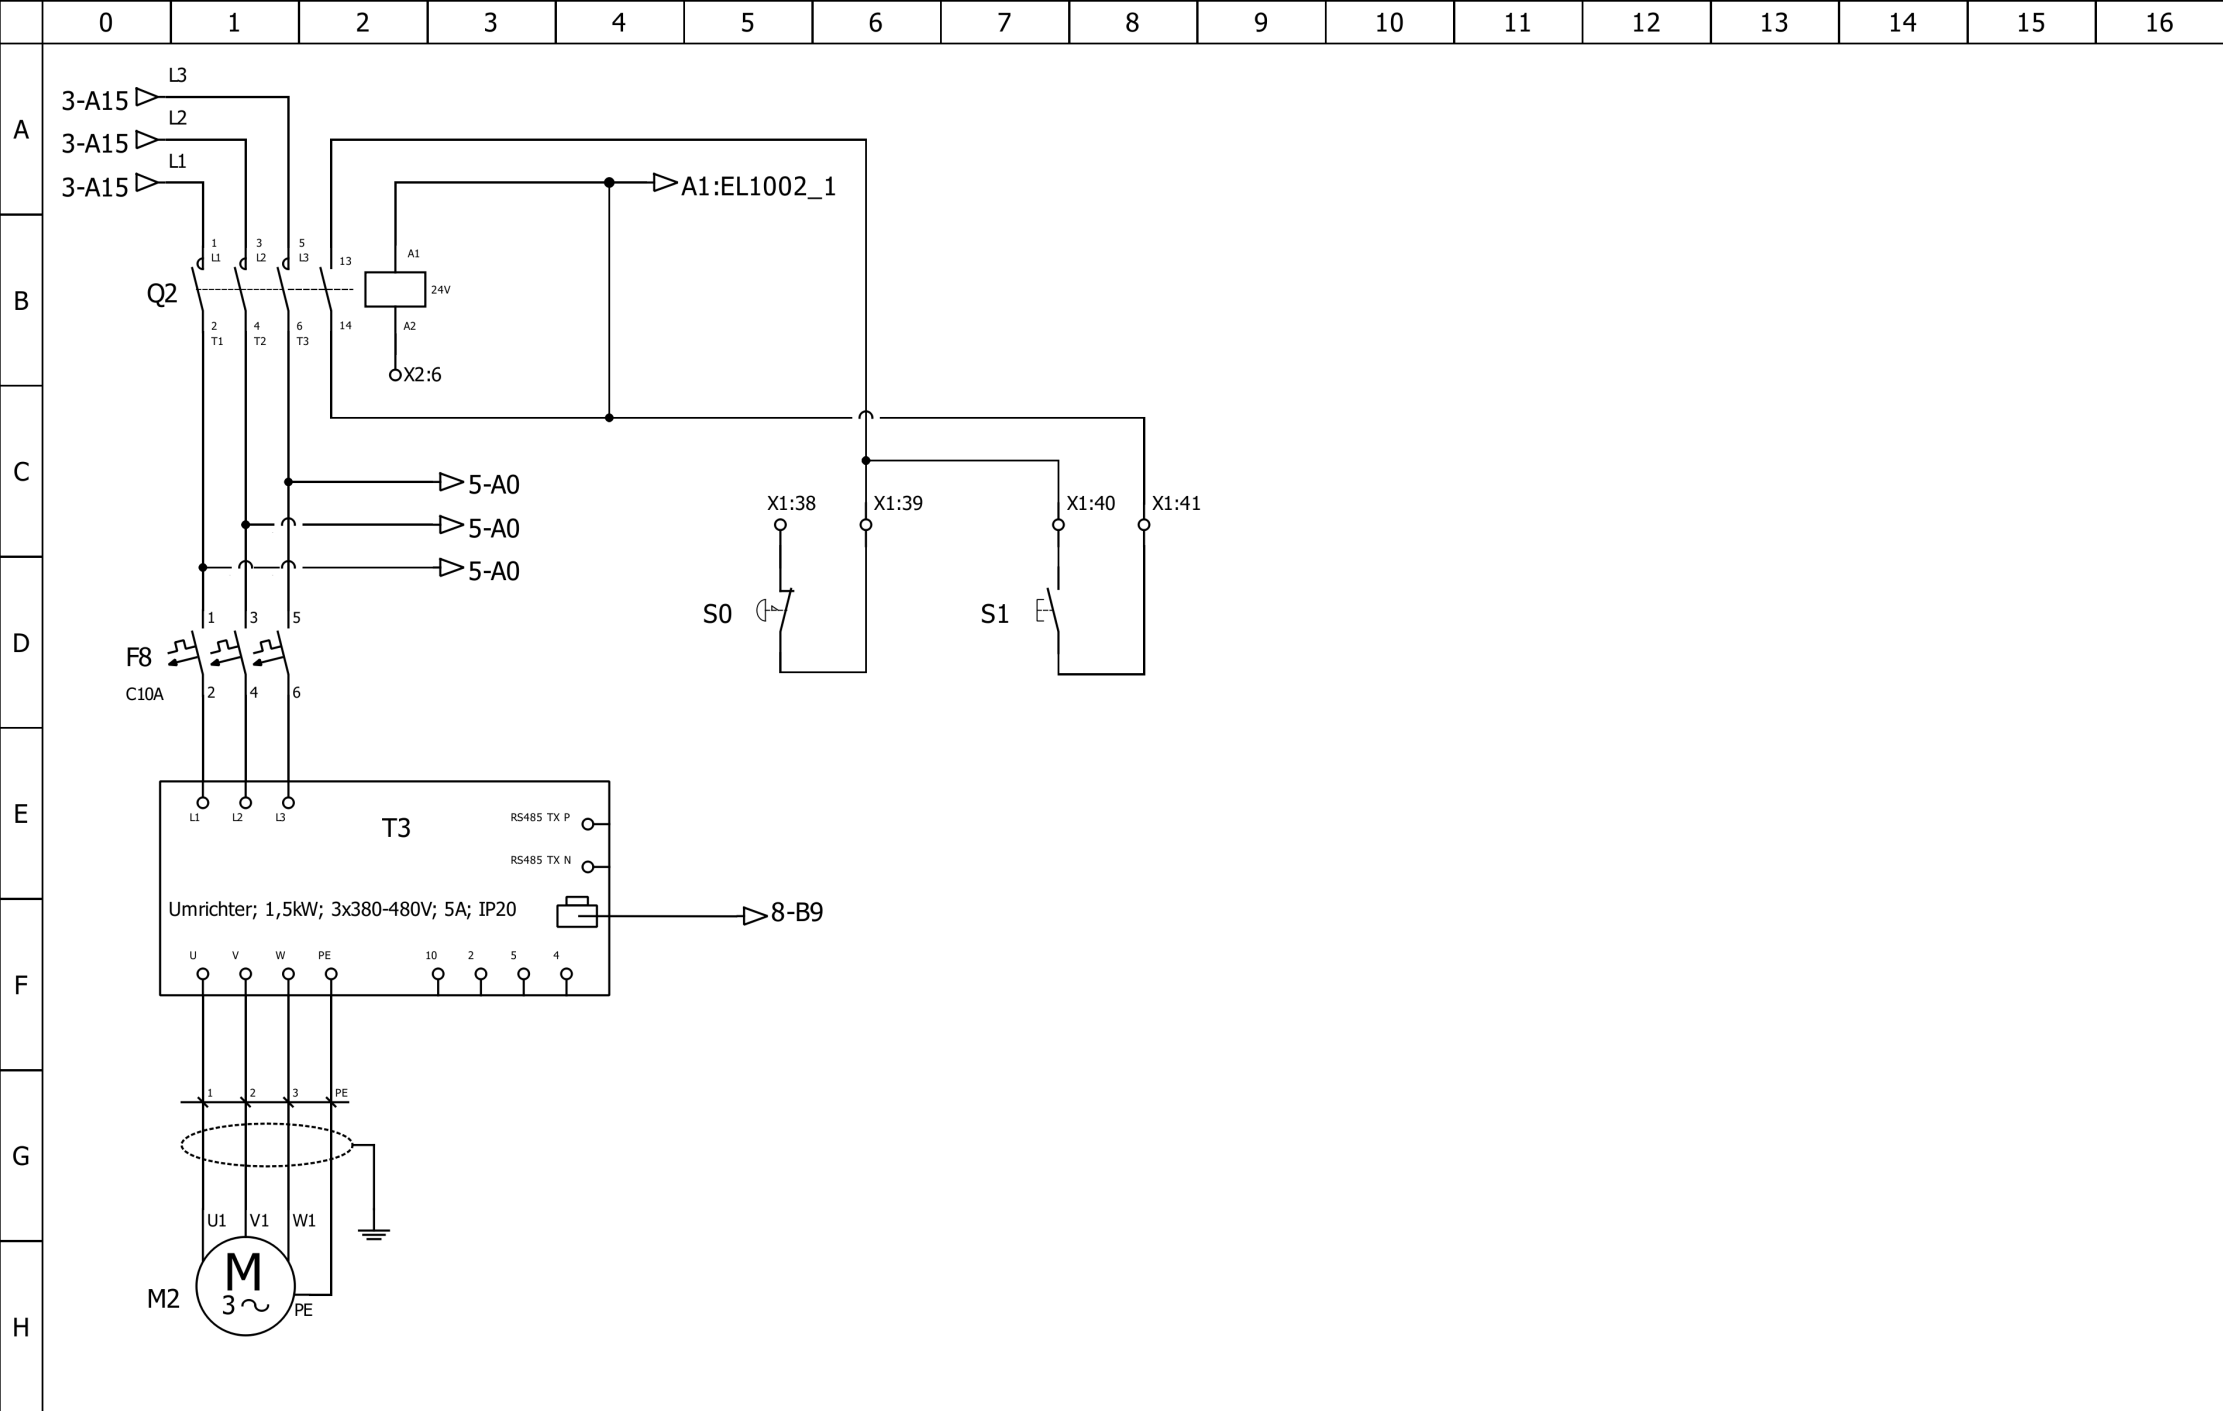 0 1 2 3 4 5 6 7 8 9 10 11 12 13 14 15 16
L3
3-A15
A
L2
3-A15
L1
3-A15
A1:EL1002_1
1 3 5
L1 L2 L3 13
A1
B
Q2
24V
2 4 6 14
A2
T1 T2 T3
X2:6
C
5-A0
X1:38 X1:39 X1:40 X1:41
5-A0
5-A0
1 3 5
S0 S1
D
F8
C10A
2 4 6
E
L1 L2 L3
RS485 TX P
T3
RS485 TX N
Umrichter; 1,5kW; 3x380-480V; 5A; IP20
8-B9
U V W PE 10 2 5 4
F
1 2 3 PE
G
U1 V1 W1
M
3
M2
PE
H